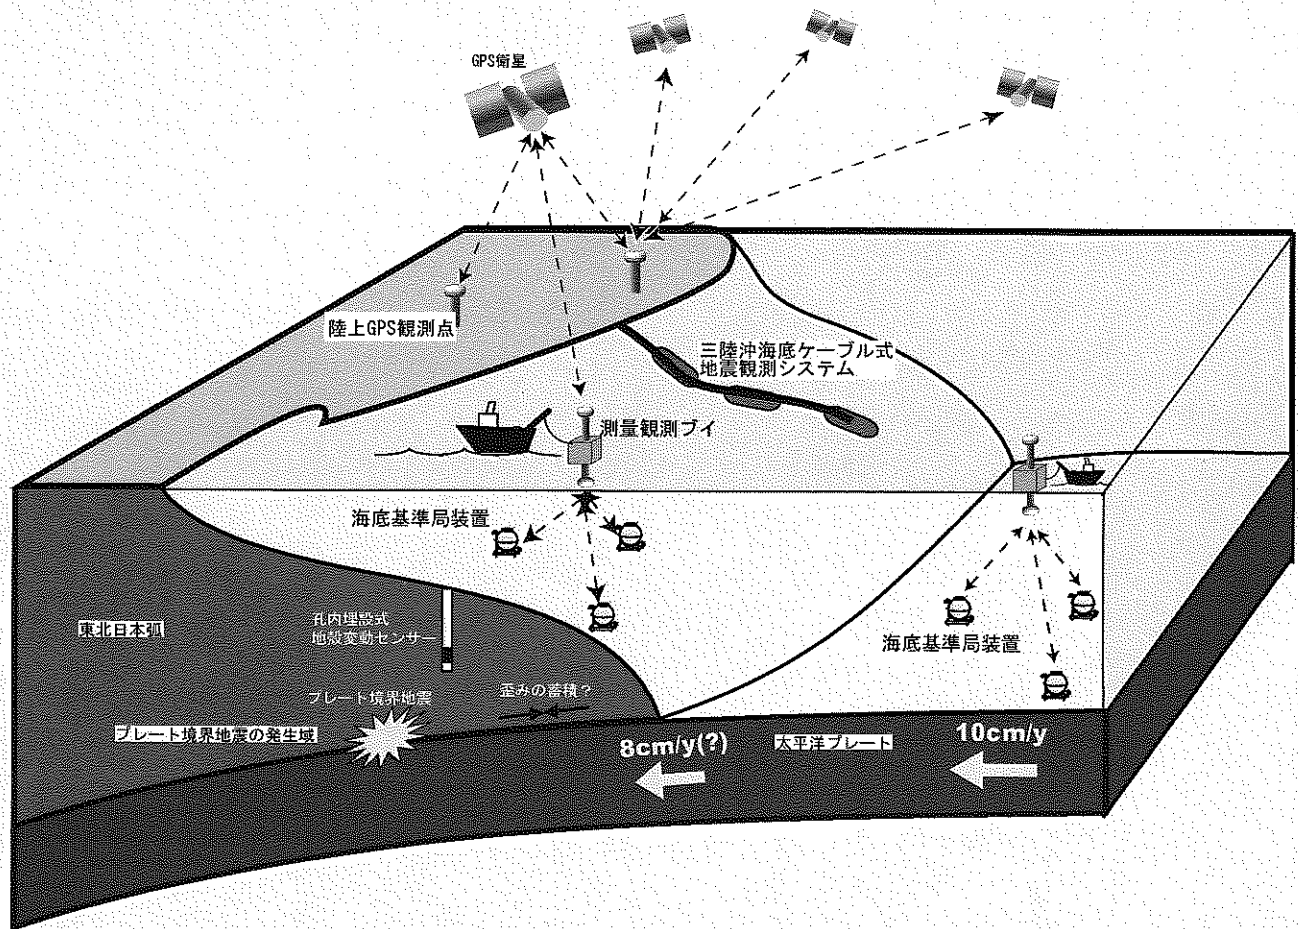 GPS衛星
陸上GPS観測点
三陸沖海底ケーブル式
地震観測システム
測量観測ブイ
海底基準局装置
東北日本弧
孔内埋設式
地殻変動センサー
海底基準局装置
プレート境界地震
歪みの蓄積?
プレート境界地震の発生域
8cm/y(?)
太平洋プレート
10cm/y